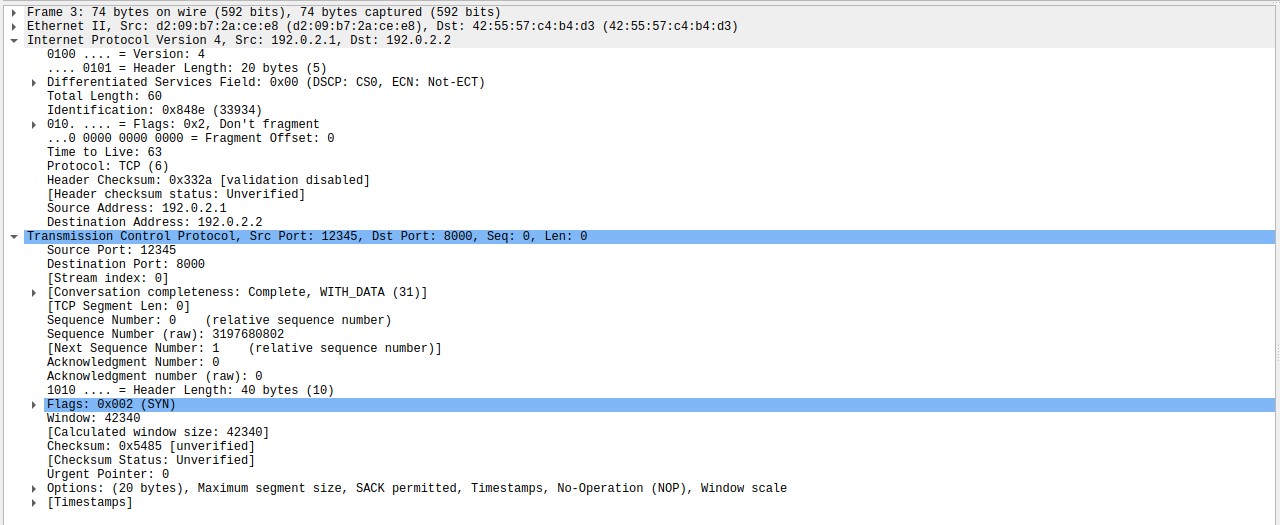 Frame 3: 74 bytes on wire (592 bits), 74 bytes captured (592 bits)
Ethernet II, Src: d2:09:b7:2a:ce:e8 (d2:09:b7:2a:ce:e8), Dst: 42:55:57:c4:b4:d3 (42:55:57:c4:b4:d3)
Internet Protocol Version 4, Src: 192.0.2.1, Dst: 192.0.2.2
0100 .... = Version: 4
.... 0101 = Header Length: 20 bytes (5)
Differentiated Services Field: 0x00 (DSCP: CS0, ECN: Not-ECT)
Total Length: 60
Identification: 0x848e (33934)
010. .... = Flags: 0x2, Don't fragment
...0 0000 0000 0000 = Fragment Offset: 0
Time to Live: 63
Protocol: TCP (6)
Header Checksum: 0x332a [validation disabled]
[Header checksum status: Unverified]
Source Address: 192.0.2.1
Destination Address: 192.0.2.2
Transmission Control Protocol, Src Port: 12345, Dst Port: 8000, Seq: 0, Len: 0
Source Port: 12345
Destination Port: 8000
[Stream index: 0]
[Conversation completeness: Complete, WITH_DATA (31)]
[TCP Segment Len: 0]
Sequence Number: 0    (relative sequence number)
Sequence Number (raw): 3197680802
[Next Sequence Number: 1    (relative sequence number)]
Acknowledgment Number: 0
Acknowledgment number (raw): 0
1010 .... = Header Length: 40 bytes (10)
Flags: 0x002 (SYN)
Window: 42340
[Calculated window size: 42340]
Checksum: 0x5485 [unverified]
[Checksum Status: Unverified]
Urgent Pointer: 0
Options: (20 bytes), Maximum segment size, SACK permitted, Timestamps, No-Operation (NOP), Window scale
[Timestamps]